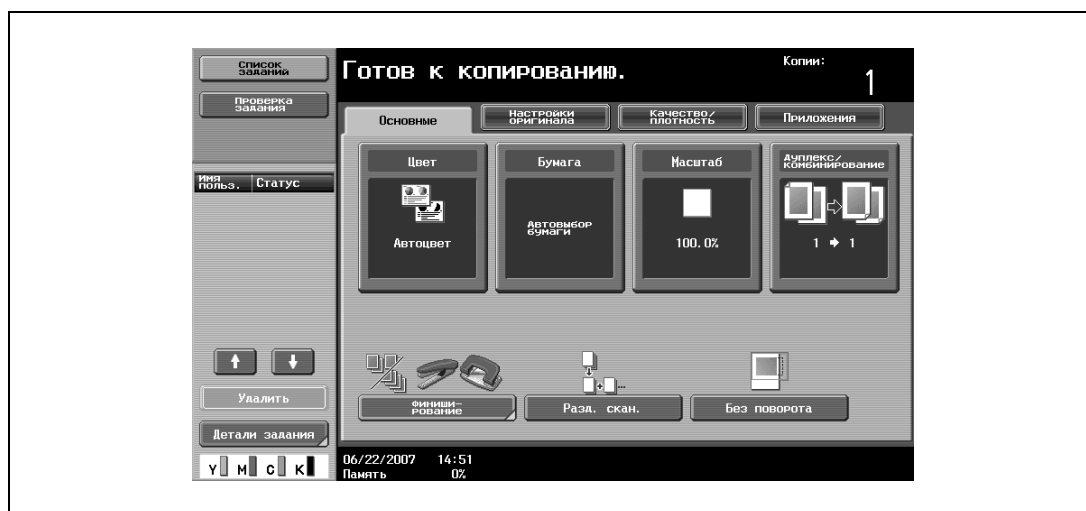 Список
заданий
Готов к копированию.
Копии:
1
Проверка
задания
Основные
Настройки
оригинала
Качество/
плотность
Приложения
Имя
польз.
Статус
Цвет
Бумага
Масштаб
Дуплекс/
комбинирование
Автоцвет
Автовыбор
бумаги
100.0%
1 → 1
Удалить
Финиши-
рование
Разд. скан.
Без поворота
Детали задания
Y M C K
06/22/2007 14:51
Память 0%